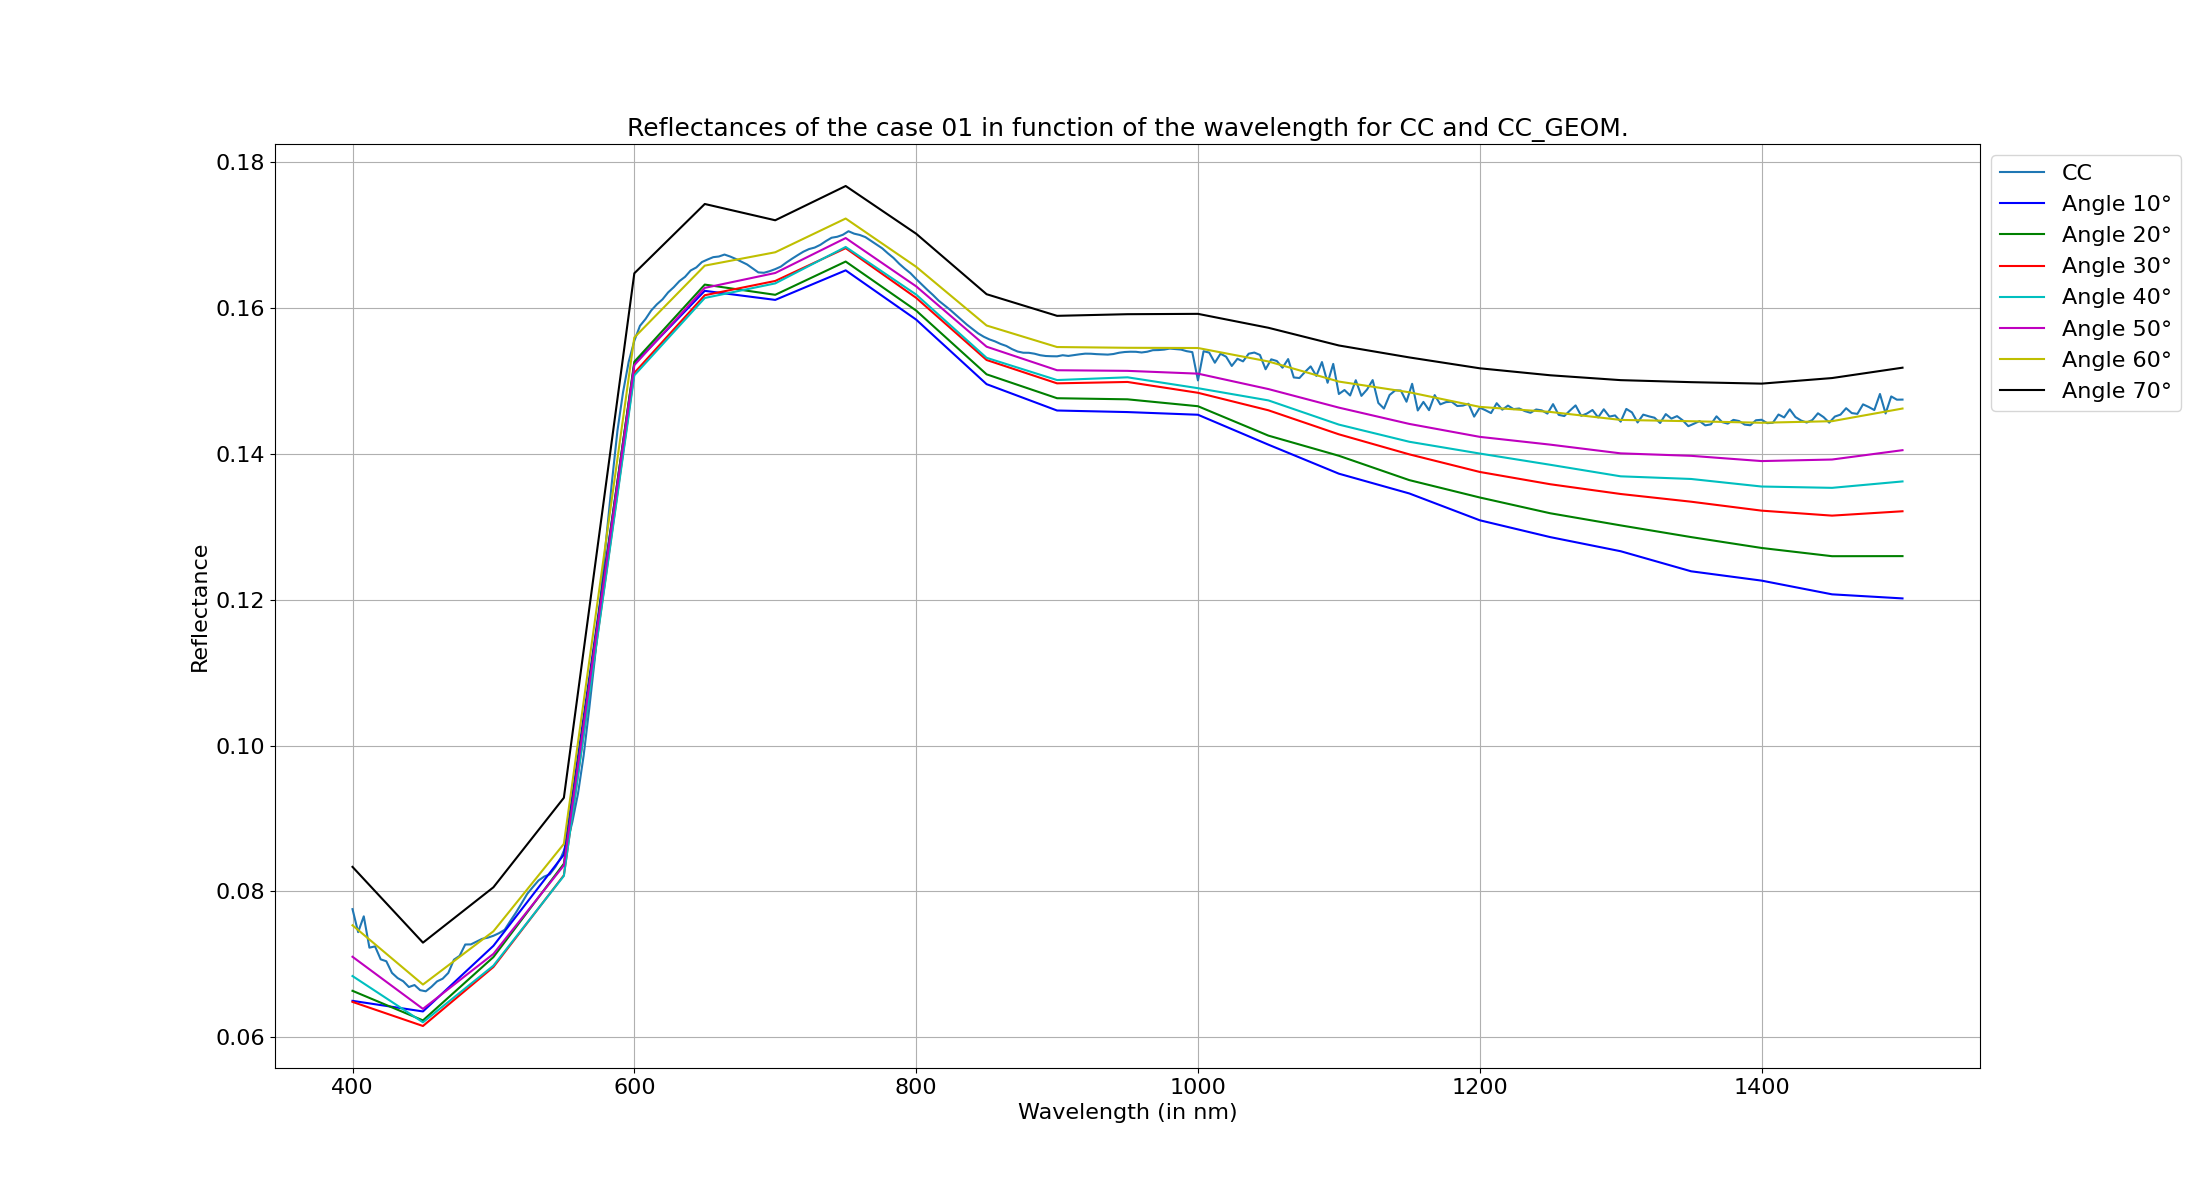 Reflectances of the case 01 in function of the wavelength for CC and CC_GEOM.
0.18
0.16
0.14
0.12
0.10
0.08
0.06
Reflectance
400 600 800 1000 1200 1400
Wavelength (in nm)
CC
Angle 10°
Angle 20°
Angle 30°
Angle 40°
Angle 50°
Angle 60°
Angle 70°